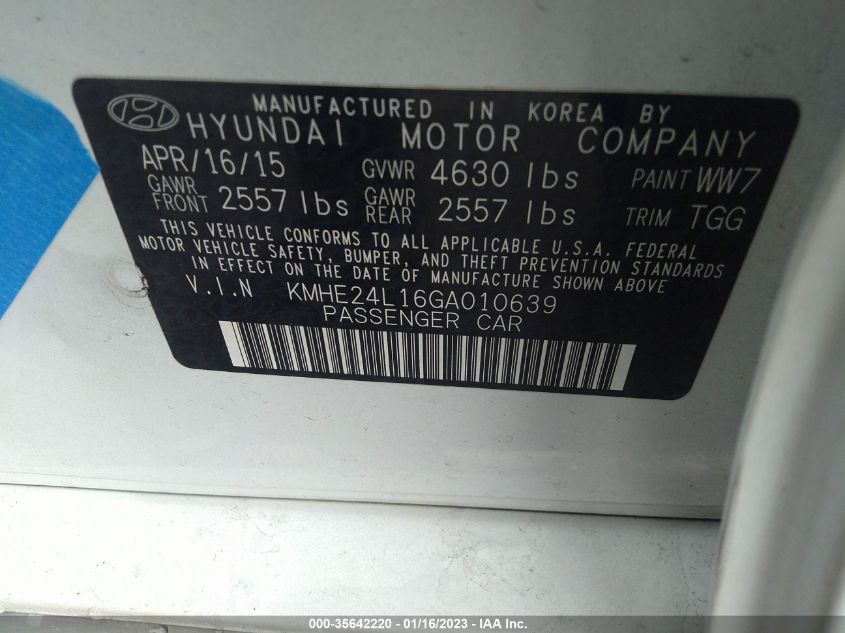 MANUFACTURED IN KOREA BY
HYUNDAI MOTOR COMPANY
APR/16/15 GVWR 4630 lbs PAINT WW7
GAWR FRONT 2557 lbs GAWR REAR 2557 lbs TRIM TGG
THIS VEHICLE CONFORMS TO ALL APPLICABLE U.S.A. FEDERAL
MOTOR VEHICLE SAFETY, BUMPER, AND THEFT PREVENTION STANDARDS
IN EFFECT ON THE DATE OF MANUFACTURE SHOWN ABOVE
V.I.N KMHE24L16GA010639
PASSENGER CAR
000-35642220 - 01/16/2023 - IAA Inc.